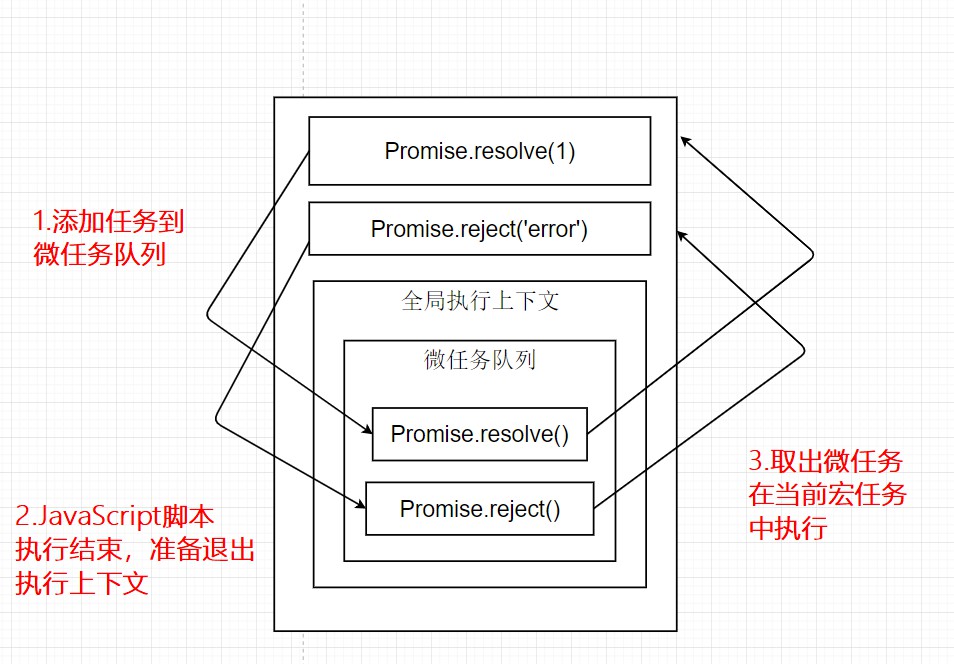 Promise.resolve(1)
Promise.reject('error')
1.添加任务到
微任务队列
全局执行上下文
微任务队列
Promise.resolve()
Promise.reject()
2.JavaScript脚本
执行结束，准备退出
执行上下文
3.取出微任务
在当前宏任务
中执行